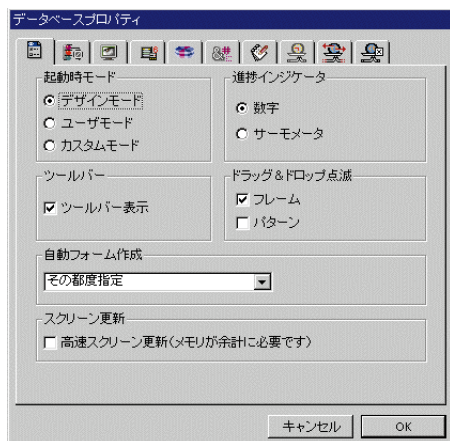 データベースプロパティ
起動時モード
デザインモード
ユーザモード
カスタムモード
進捗インジケータ
数字
サーモメータ
ツールバー
ツールバー表示
ドラッグ&ドロップ点滅
フレーム
パターン
自動フォーム作成
その都度指定
スクリーン更新
高速スクリーン更新(メモリが余計に必要です)
キャンセル
OK